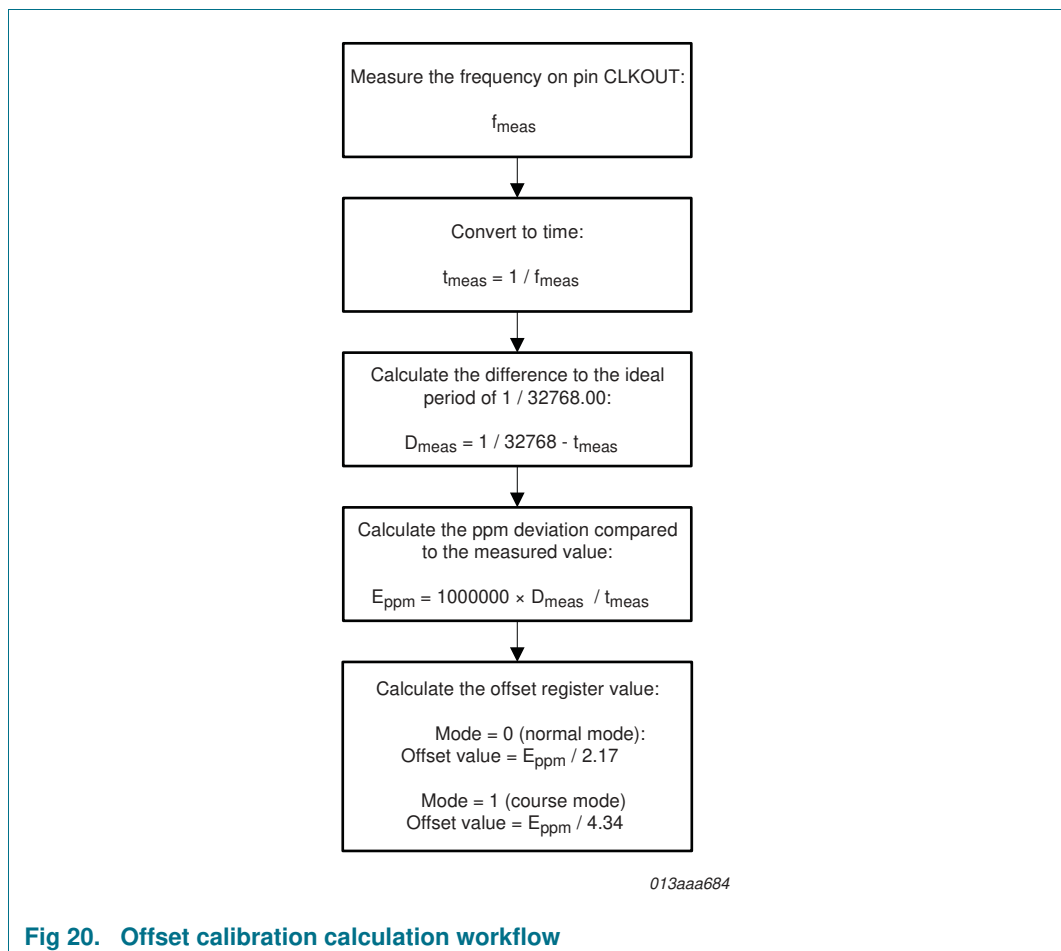 Measure the frequency on pin CLKOUT:
fmeas
Convert to time:
tmeas = 1 / fmeas
Calculate the difference to the ideal
period of 1 / 32768.00:
Dmeas = 1 / 32768 - tmeas
Calculate the ppm deviation compared
to the measured value:
Eppm = 1000000 × Dmeas / tmeas
Calculate the offset register value:
Mode = 0 (normal mode):
Offset value = Eppm / 2.17
Mode = 1 (course mode)
Offset value = Eppm / 4.34
013aaa684
Fig 20. Offset calibration calculation workflow